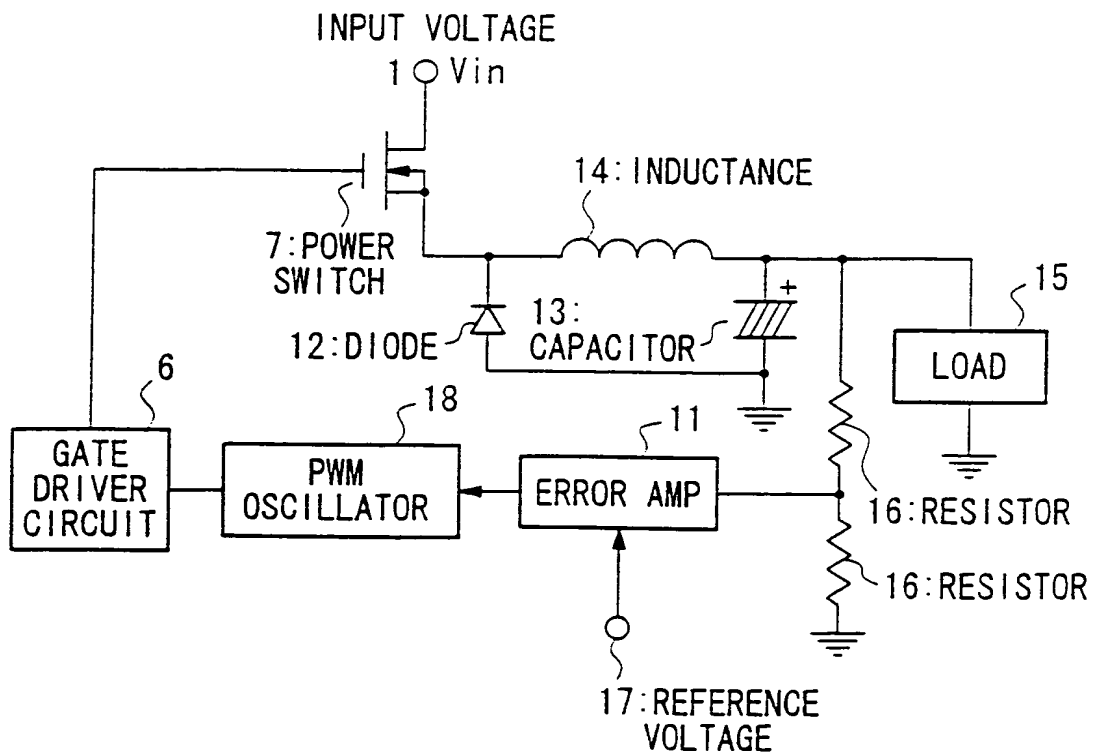 INPUT VOLTAGE
1 Vin
14:INDUCTANCE
7:POWER
SWITCH
15
12:DIODE
13:
CAPACITOR
+
LOAD
6
18
11
GATE
DRIVER
CIRCUIT
PWM
OSCILLATOR
ERROR AMP
16:RESISTOR
16:RESISTOR
17:REFERENCE
VOLTAGE